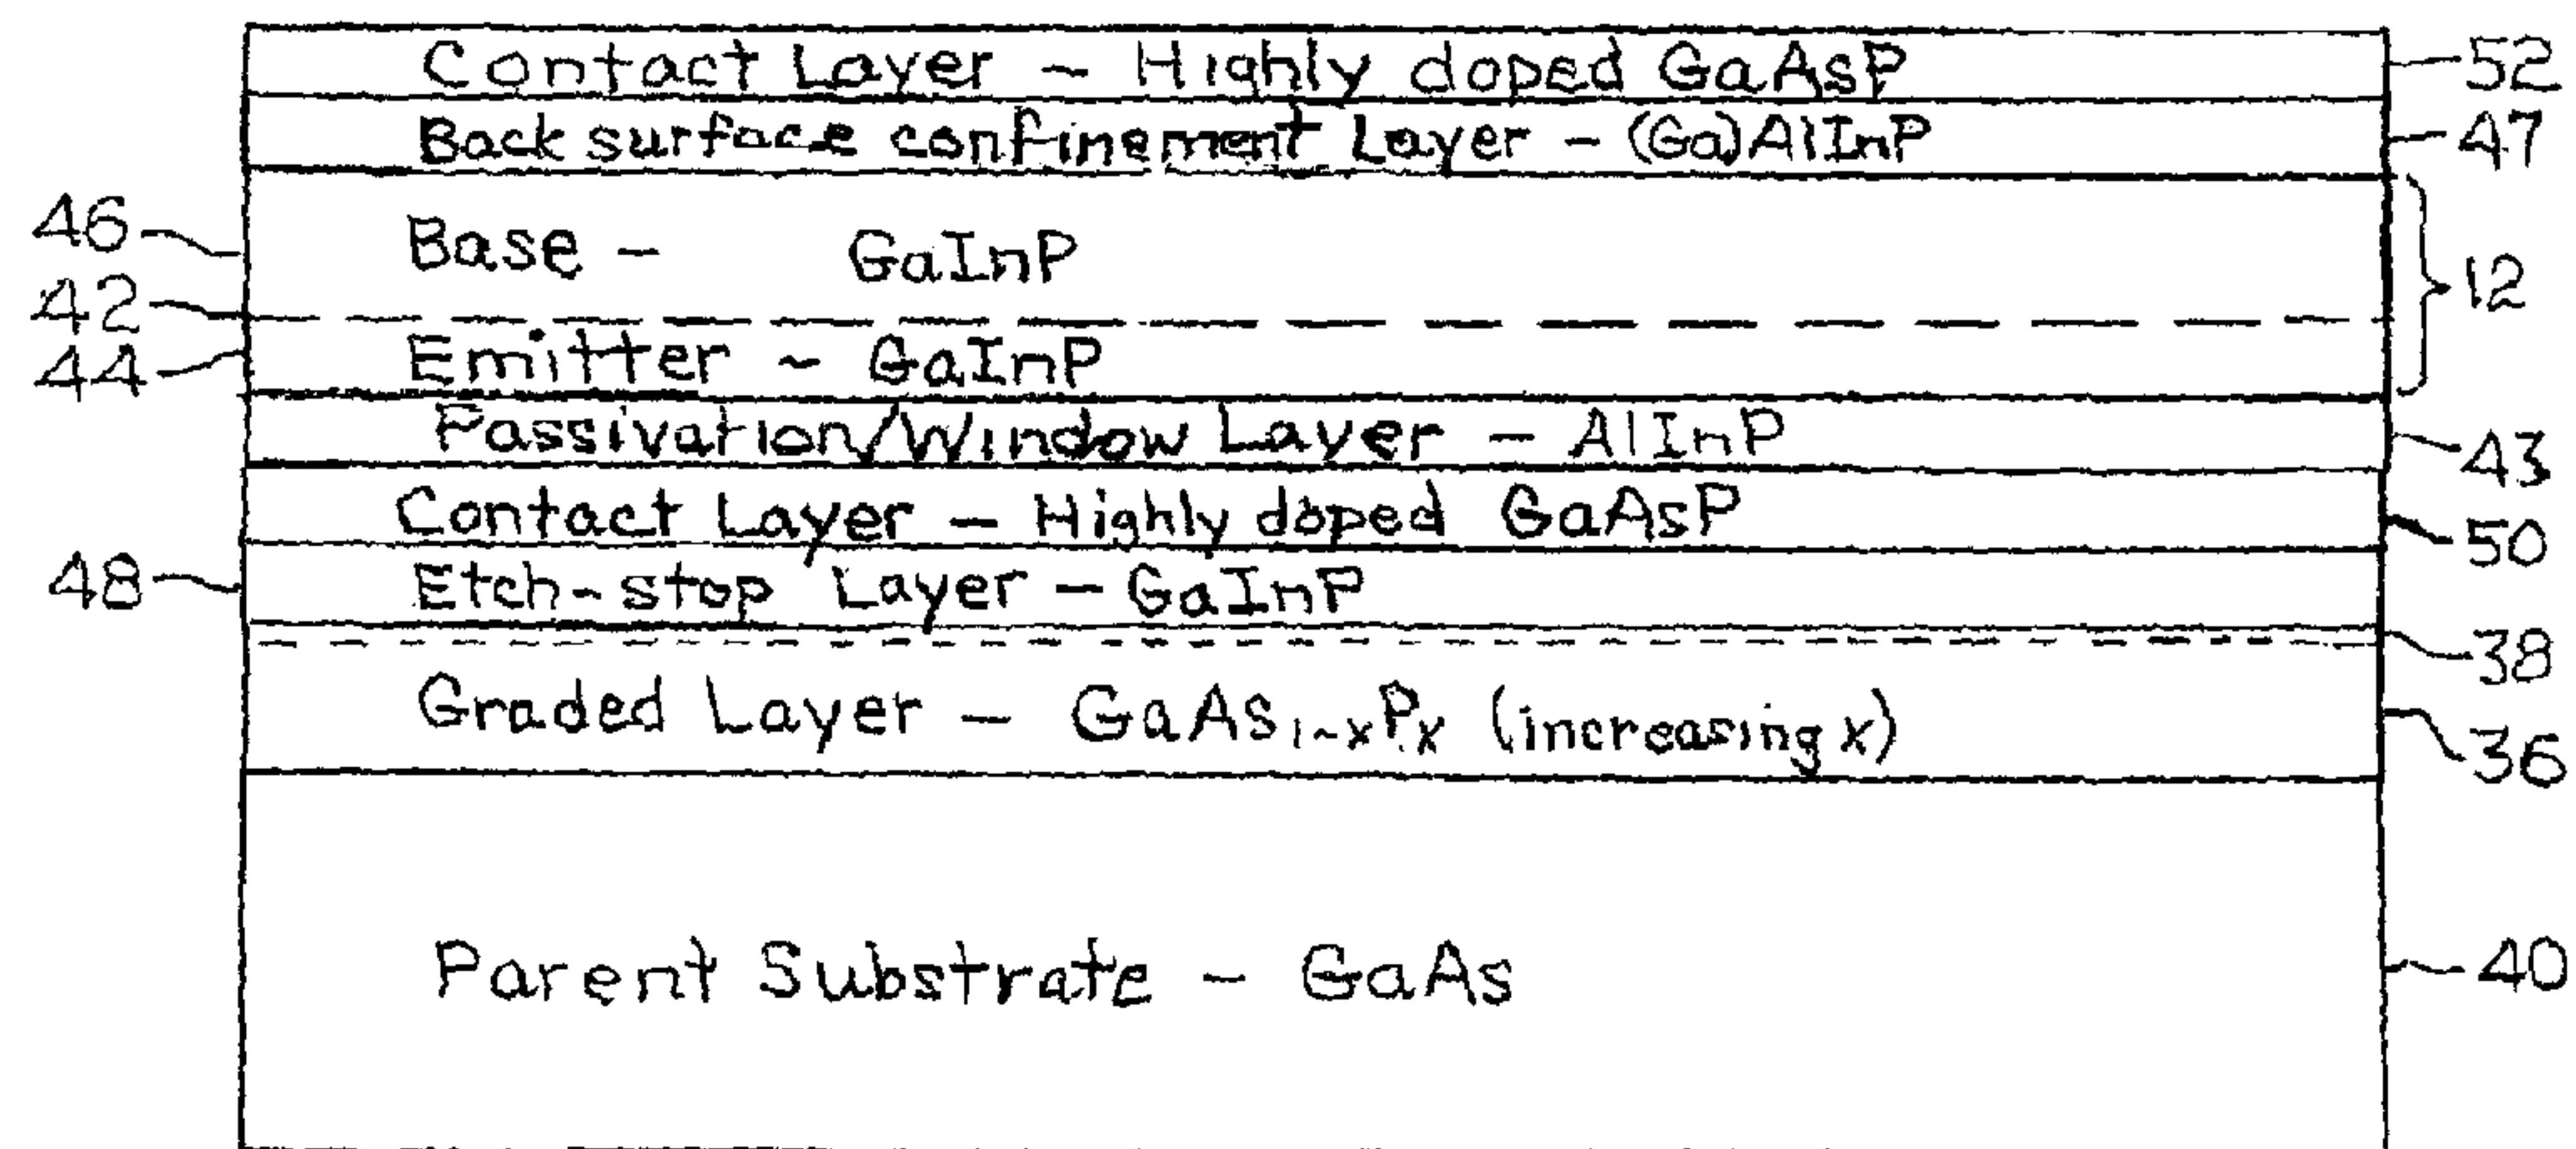 Contact Layer - Highly doped GaAsP 52
Back surface confinement Layer - (Ga)AlInP 47
46 Base - GaInP
12
42
44 Emitter - GaInP
Passivation/Window Layer - AlInP 43
Contact Layer - Highly doped GaAsP 50
48 Etch-stop Layer - GaInP
38
Graded Layer - GaAs1-xPx (increasing x) 36
Parent Substrate - GaAs 40